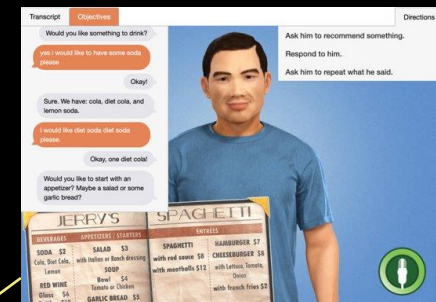 Transcript Objectives Directions
Would you like something to drink?
yes i would like to have some soda
please
Okay!
Sure. We have: cola, diet cola, and
lemon soda.
i would like diet soda diet soda
please.
Okay, one diet cola!
Would you like to start with an
appetizer? Maybe a salad or some
garlic bread?
Ask him to recommend something.
Respond to him.
Ask him to repeat what he said.
JERRY'S SPAGHETTI
BEVERAGES
SODA $2
Cola, Diet Cola,
Lemon
RED WINE
Glass $6
APPETIZERS / STARTERS
SALAD $3
with Italian or Ranch dressing
SOUP
Bowl $4
Tomato or Chicken
GARLIC BREAD $5
ENTRÉES
SPAGHETTI
with red sauce $8
with meatballs $12
HAMBURGER $7
CHEESEBURGER $8
with Lettuce, Tomato,
Onion
with french fries $2